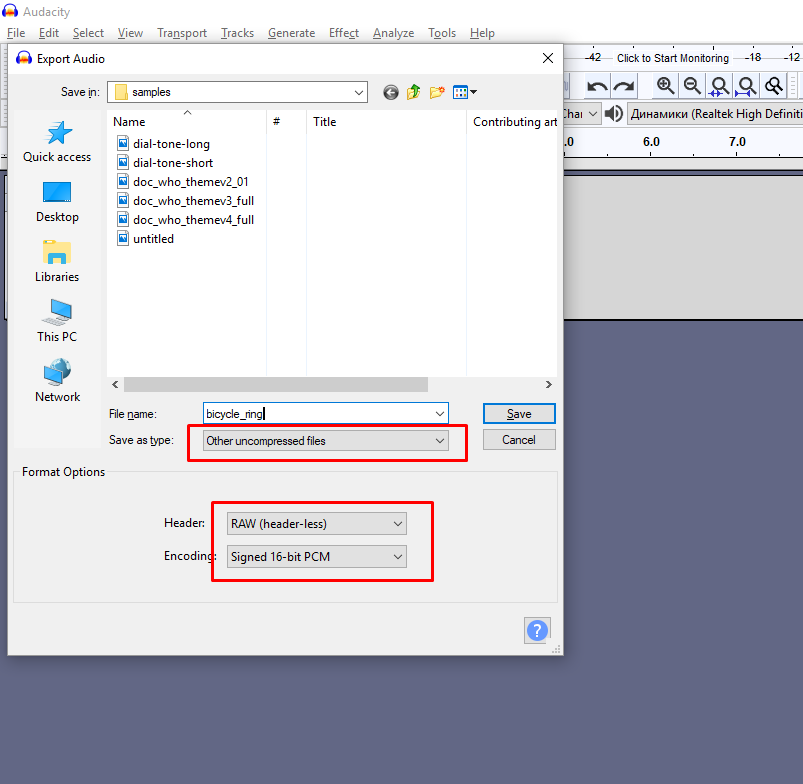 Audacity
File Edit Select View Transport Tracks Generate Effect Analyze Tools Help
Export Audio
-42 Click to Start Monitoring -18 -12
Save in: samples
Динамики (Realtek High Definiti
.0 6.0 7.0
Name # Title Contributing art
dial-tone-long
dial-tone-short
doc_who_themev2_01
doc_who_themev3_full
doc_who_themev4_full
untitled
Quick access
Desktop
Libraries
This PC
Network
File name: bicycle_ring Save
Save as type: Other uncompressed files Cancel
Format Options
Header: RAW (header-less)
Encoding: Signed 16-bit PCM
?